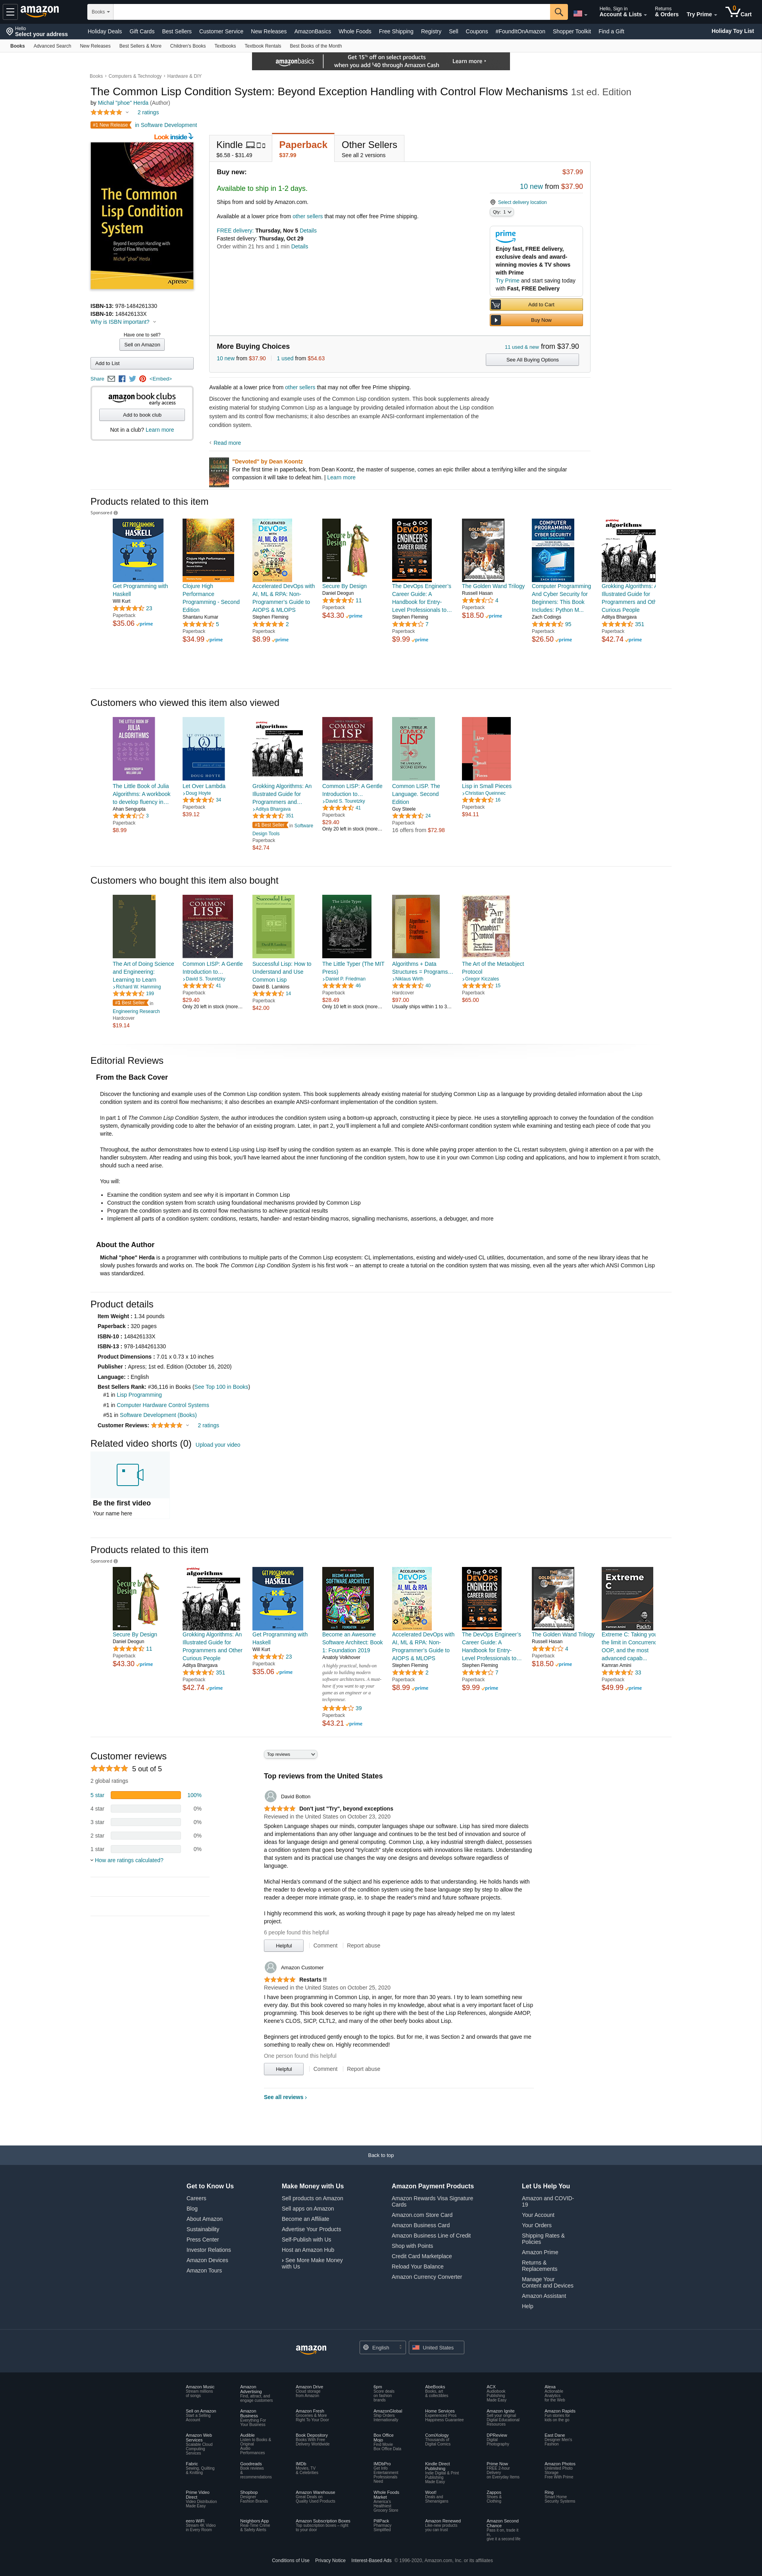 Books
Hello
Select your address
Holiday Deals Gift Cards Best Sellers Customer Service New Releases AmazonBasics Whole Foods Free Shipping Registry Sell Coupons #FoundItOnAmazon Shopper Toolkit Find a Gift
Hello, Sign in
Account & Lists
Returns
& Orders
Try Prime
0
Cart
Holiday Toy List
Books Advanced Search New Releases Best Sellers & More Children's Books Textbooks Textbook Rentals Best Books of the Month
amazonbasics
Get 15% off on select products
when you add $40 through Amazon Cash
Learn more
Books › Computers & Technology › Hardware & DIY
The Common Lisp Condition System: Beyond Exception Handling with Control Flow Mechanisms 1st ed. Edition
by Michal "phoe" Herda (Author)
2 ratings
#1 New Release in Software Development
Look inside
The Common
Lisp Condition
System
Beyond Exception Handling with
Control Flow Mechanisms
Michał "phoe" Herda
Apress
ISBN-13: 978-1484261330
ISBN-10: 148426133X
Why is ISBN important?
Have one to sell?
Sell on Amazon
Add to List
Share <Embed>
amazon book clubs
early access
Add to book club
Not in a club? Learn more
Kindle
$6.58 - $31.49
Paperback
$37.99
Other Sellers
See all 2 versions
Buy new: $37.99
Available to ship in 1-2 days.
10 new from $37.90
Ships from and sold by Amazon.com.
Select delivery location
Qty: 1
Available at a lower price from other sellers that may not offer free Prime shipping.
FREE delivery: Thursday, Nov 5 Details
Fastest delivery: Thursday, Oct 29
Order within 21 hrs and 1 min Details
prime
Enjoy fast, FREE delivery, exclusive deals and award-winning movies & TV shows with Prime
Try Prime and start saving today with Fast, FREE Delivery
Add to Cart
Buy Now
More Buying Choices
11 used & new from $37.90
10 new from $37.90 1 used from $54.63
See All Buying Options
Available at a lower price from other sellers that may not offer free Prime shipping.
Discover the functioning and example uses of the Common Lisp condition system. This book supplements already
existing material for studying Common Lisp as a language by providing detailed information about the Lisp condition
system and its control flow mechanisms; it also describes an example ANSI-conformant implementation of the
condition system.
Read more
"Devoted" by Dean Koontz
For the first time in paperback, from Dean Koontz, the master of suspense, comes an epic thriller about a terrifying killer and the singular
compassion it will take to defeat him. | Learn more
Products related to this item
Sponsored
Get Programming with Haskell
Will Kurt
23
Paperback
$35.06 prime
Clojure High Performance Programming - Second Edition
Shantanu Kumar
5
Paperback
$34.99 prime
Accelerated DevOps with AI, ML & RPA: Non-Programmer's Guide to AIOPS & MLOPS
Stephen Fleming
2
Paperback
$8.99 prime
Secure By Design
Daniel Deogun
11
Paperback
$43.30 prime
The DevOps Engineer's Career Guide: A Handbook for Entry-Level Professionals to...
Stephen Fleming
7
Paperback
$9.99 prime
The Golden Wand Trilogy
Russell Hasan
4
Paperback
$18.50 prime
Computer Programming And Cyber Security for Beginners: This Book Includes: Python M...
Zach Codings
95
Paperback
$26.50 prime
Grokking Algorithms: An Illustrated Guide for Programmers and Oth
Curious People
Aditya Bhargava
351
Paperback
$42.74 prime
Customers who viewed this item also viewed
The Little Book of Julia Algorithms: A workbook to develop fluency in...
Ahan Sengupta
3
Paperback
$8.99
Let Over Lambda
Doug Hoyte
34
Paperback
$39.12
Grokking Algorithms: An Illustrated Guide for Programmers and...
Aditya Bhargava
351
#1 Best Seller in Software Design Tools
Paperback
$42.74
Common LISP: A Gentle Introduction to...
David S. Touretzky
41
Paperback
$29.40
Only 20 left in stock (more...
Common LISP. The Language. Second Edition
Guy Steele
24
Paperback
16 offers from $72.98
Lisp in Small Pieces
Christian Queinnec
16
Paperback
$94.11
Customers who bought this item also bought
The Art of Doing Science and Engineering: Learning to Learn
Richard W. Hamming
199
#1 Best Seller in Engineering Research
Hardcover
$19.14
Common LISP: A Gentle Introduction to...
David S. Touretzky
41
Paperback
$29.40
Only 20 left in stock (more...
Successful Lisp: How to Understand and Use Common Lisp
David B. Lamkins
14
Paperback
$42.00
The Little Typer (The MIT Press)
Daniel P. Friedman
46
Paperback
$28.49
Only 10 left in stock (more...
Algorithms + Data Structures = Programs...
Niklaus Wirth
40
Hardcover
$97.00
Usually ships within 1 to 3...
The Art of the Metaobject Protocol
Gregor Kiczales
15
Paperback
$65.00
Editorial Reviews
From the Back Cover
Discover the functioning and example uses of the Common Lisp condition system. This book supplements already existing material for studying Common Lisp as a language by providing detailed information about the Lisp
condition system and its control flow mechanisms; it also describes an example ANSI-conformant implementation of the condition system.
In part 1 of The Common Lisp Condition System, the author introduces the condition system using a bottom-up approach, constructing it piece by piece. He uses a storytelling approach to convey the foundation of the condition
system, dynamically providing code to alter the behavior of an existing program. Later, in part 2, you'll implement a full and complete ANSI-conformant condition system while examining and testing each piece of code that you
write.
Throughout, the author demonstrates how to extend Lisp using Lisp itself by using the condition system as an example. This is done while paying proper attention to the CL restart subsystem, giving it attention on a par with the
handler subsystem. After reading and using this book, you'll have learned about the inner functioning of the condition system, how to use it in your own Common Lisp coding and applications, and how to implement it from scratch,
should such a need arise.
You will:
Examine the condition system and see why it is important in Common Lisp
Construct the condition system from scratch using foundational mechanisms provided by Common Lisp
Program the condition system and its control flow mechanisms to achieve practical results
Implement all parts of a condition system: conditions, restarts, handler- and restart-binding macros, signalling mechanisms, assertions, a debugger, and more
About the Author
Michał "phoe" Herda is a programmer with contributions to multiple parts of the Common Lisp ecosystem: CL implementations, existing and widely-used CL utilities, documentation, and some of the new library ideas that he
slowly pushes forwards and works on. The book The Common Lisp Condition System is his first work -- an attempt to create a tutorial on the condition system that was missing, even all the years after which ANSI Common Lisp
was standardized.
Product details
Item Weight : 1.34 pounds
Paperback : 320 pages
ISBN-10 : 148426133X
ISBN-13 : 978-1484261330
Product Dimensions : 7.01 x 0.73 x 10 inches
Publisher : Apress; 1st ed. Edition (October 16, 2020)
Language: : English
Best Sellers Rank: #36,116 in Books (See Top 100 in Books)
#1 in Lisp Programming
#1 in Computer Hardware Control Systems
#51 in Software Development (Books)
Customer Reviews: 2 ratings
Related video shorts (0) Upload your video
Be the first video
Your name here
Products related to this item
Sponsored
Secure By Design
Daniel Deogun
11
Paperback
$43.30 prime
Grokking Algorithms: An Illustrated Guide for Programmers and Other Curious People
Aditya Bhargava
351
Paperback
$42.74 prime
Get Programming with Haskell
Will Kurt
23
Paperback
$35.06 prime
Become an Awesome Software Architect: Book 1: Foundation 2019
Anatoly Volkhover
A highly practical, hands-on guide to building modern software architectures. A must-have if you want to up your game as an engineer or a techpreneur.
39
Paperback
$43.21 prime
Accelerated DevOps with AI, ML & RPA: Non-Programmer's Guide to AIOPS & MLOPS
Stephen Fleming
2
Paperback
$8.99 prime
The DevOps Engineer's Career Guide: A Handbook for Entry-Level Professionals to...
Stephen Fleming
7
Paperback
$9.99 prime
The Golden Wand Trilogy
Russell Hasan
4
Paperback
$18.50 prime
Extreme C: Taking you the limit in Concurrency OOP, and the most advanced capab...
Kamran Amini
33
Paperback
$49.99 prime
Customer reviews
5 out of 5
2 global ratings
5 star 100%
4 star 0%
3 star 0%
2 star 0%
1 star 0%
How are ratings calculated?
Top reviews
Top reviews from the United States
David Botton
Don't just "Try", beyond exceptions
Reviewed in the United States on October 23, 2020
Spoken Language shapes our minds, computer languages shape our software. Lisp has sired more dialects
and implementations than any other language and continues to be the test bed of innovation and source of
ideas for language design and general computing. Common Lisp, a key industrial strength dialect, possesses
a condition system that goes far beyond "try/catch" style exceptions with innumerable uses. Understanding that
system and its practical use changes the way one designs and develops software regardless of
language.
Michal Herda's command of the subject and his experience adds to that understanding. He holds hands with
the reader to develop their own condition system using the base language step by step to allow the
reader a deeper more intimate grasp, ie. to shape the reader's mind and future software projects.
I highly recommend this work, as working through it page by page has already helped me on my latest
project.
6 people found this helpful
Helpful Comment Report abuse
Amazon Customer
Restarts !!
Reviewed in the United States on October 25, 2020
I have been programming in Common Lisp, in anger, for more than 30 years. I try to learn something new
every day. But this book covered so many holes in my knowledge, about what is a very important facet of Lisp
programming. This book deserves to be right up there with the rest of the Lisp References, alongside AMOP,
Keene's CLOS, SICP, CLTL2, and many of the other beefy books about Lisp.
Beginners get introduced gently enough to the topics. But for me, it was Section 2 and onwards that gave me
something to really chew on. Highly recommended!
One person found this helpful
Helpful Comment Report abuse
See all reviews ›
Back to top
Get to Know Us
Careers
Blog
About Amazon
Sustainability
Press Center
Investor Relations
Amazon Devices
Amazon Tours
Make Money with Us
Sell products on Amazon
Sell apps on Amazon
Become an Affiliate
Advertise Your Products
Self-Publish with Us
Host an Amazon Hub
› See More Make Money with Us
Amazon Payment Products
Amazon Rewards Visa Signature Cards
Amazon.com Store Card
Amazon Business Card
Amazon Business Line of Credit
Shop with Points
Credit Card Marketplace
Reload Your Balance
Amazon Currency Converter
Let Us Help You
Amazon and COVID-19
Your Account
Your Orders
Shipping Rates & Policies
Amazon Prime
Returns & Replacements
Manage Your Content and Devices
Amazon Assistant
Help
amazon
English
United States
Conditions of Use Privacy Notice Interest-Based Ads © 1996-2020, Amazon.com, Inc. or its affiliates